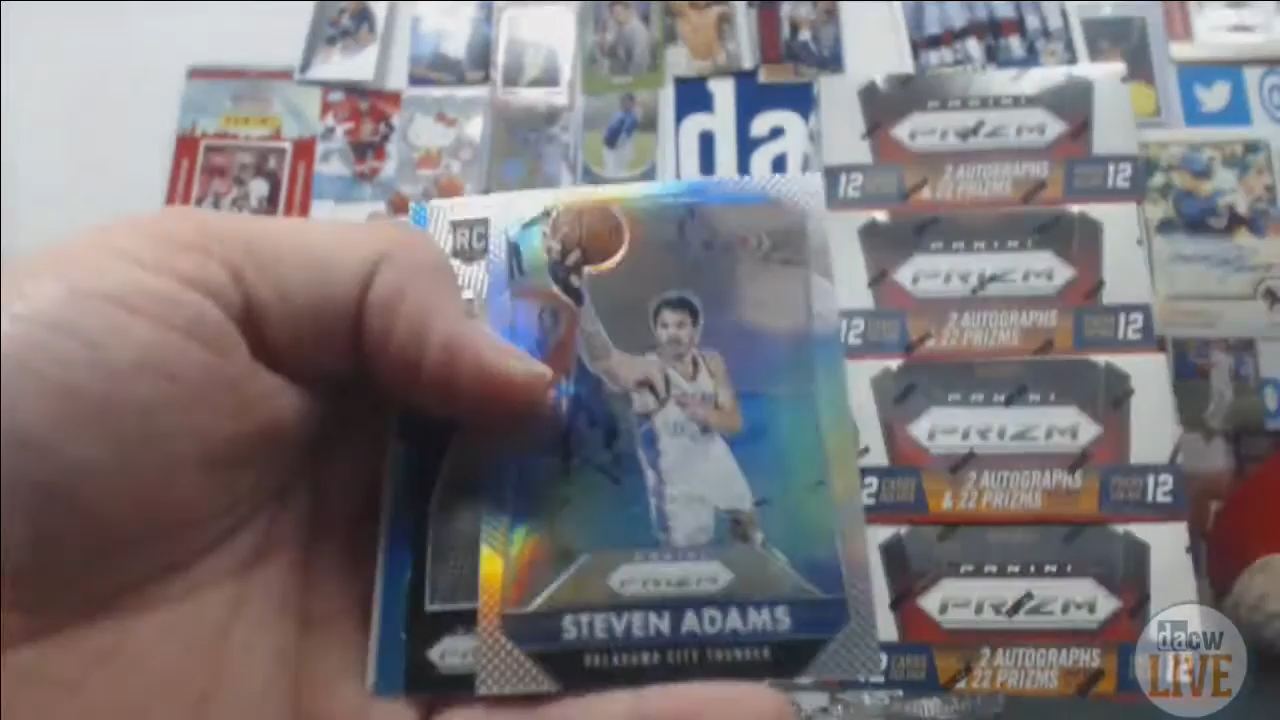 da
RC
PANINI
PRIZM
STEVEN ADAMS
OKLAHOMA CITY THUNDER
PANINI
PRIZM
12
2 AUTOGRAPHS
& 22 PRIZMS
12
PANINI
PRIZM
12
2 AUTOGRAPHS
& 22 PRIZMS
12
PANINI
PRIZM
2
2 AUTOGRAPHS
& 22 PRIZMS
12
PANINI
PRIZM
2 AUTOGRAPHS
& 22 PRIZMS
dacw
LIVE